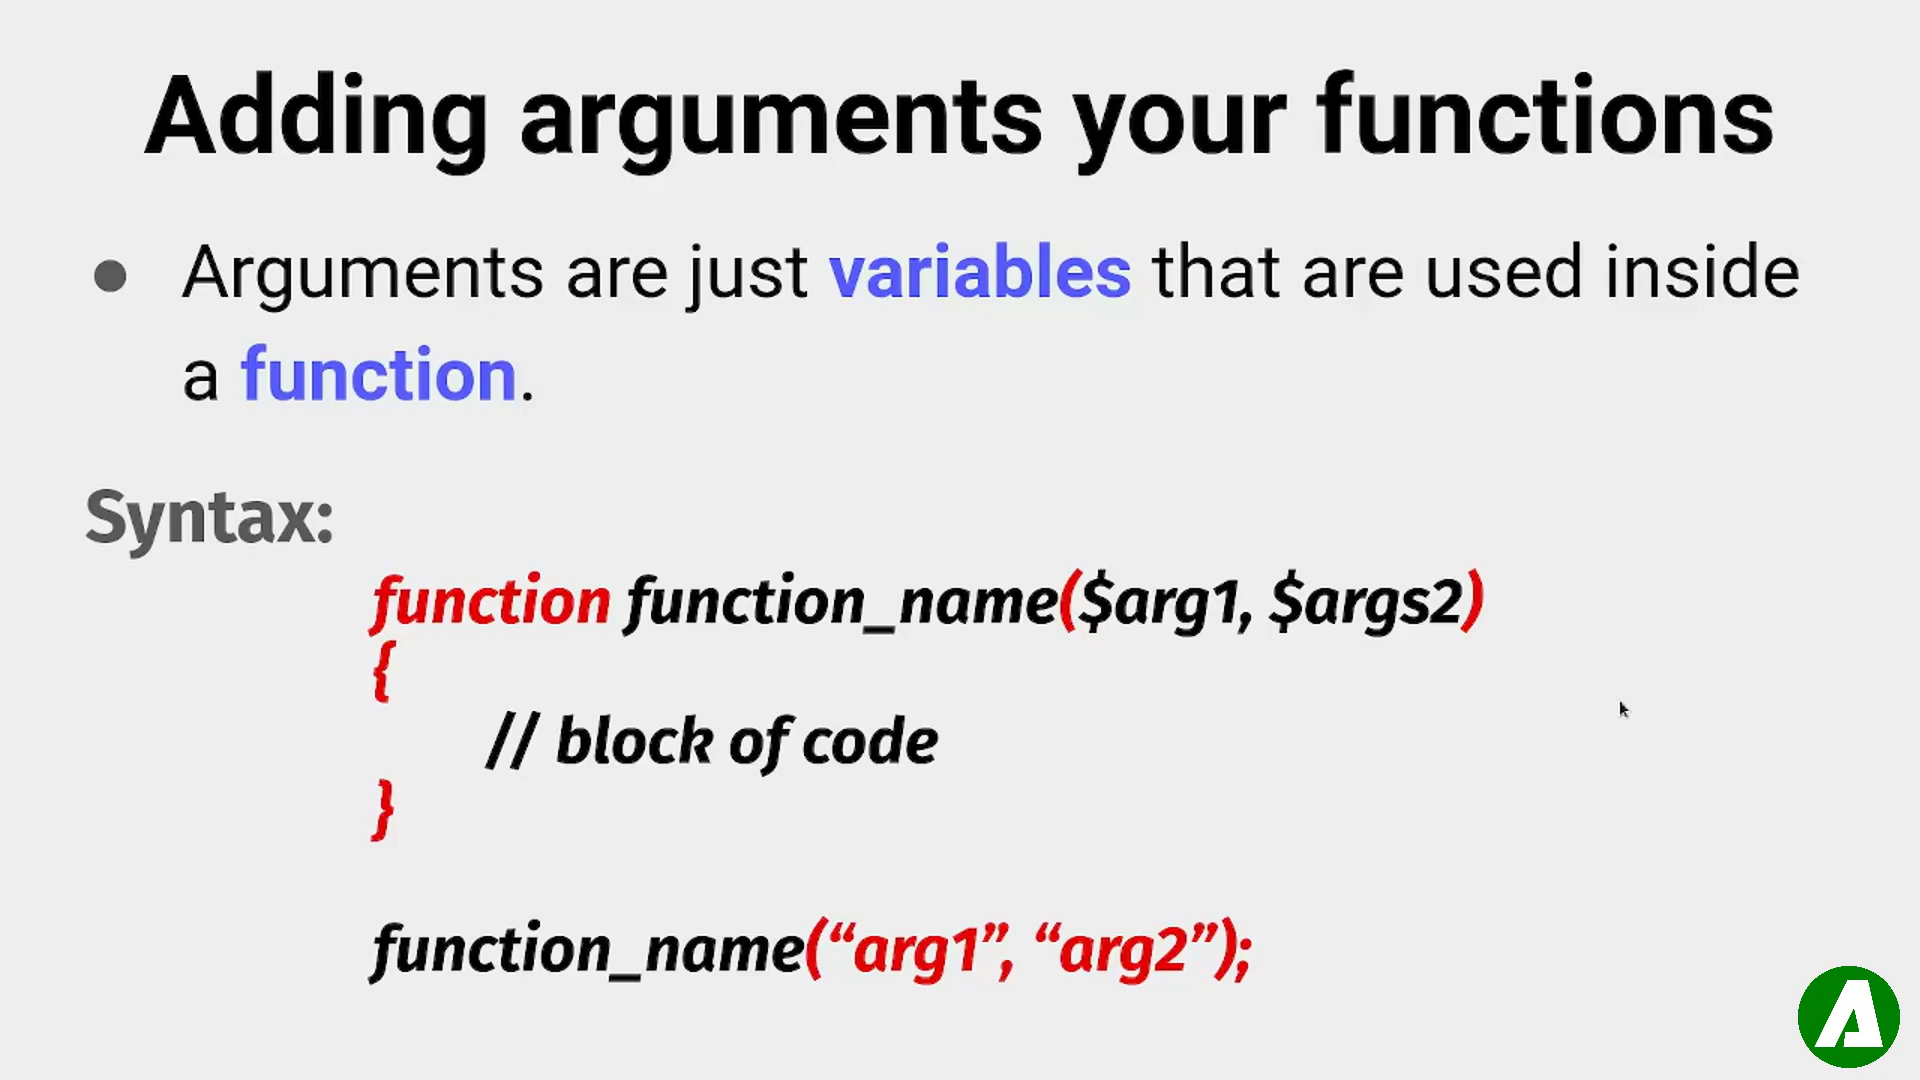 Adding arguments your functions
● Arguments are just variables that are used inside
a function.
Syntax:
function function_name($arg1, $args2)
{
// block of code
}
function_name(“arg1”, “arg2”);
A